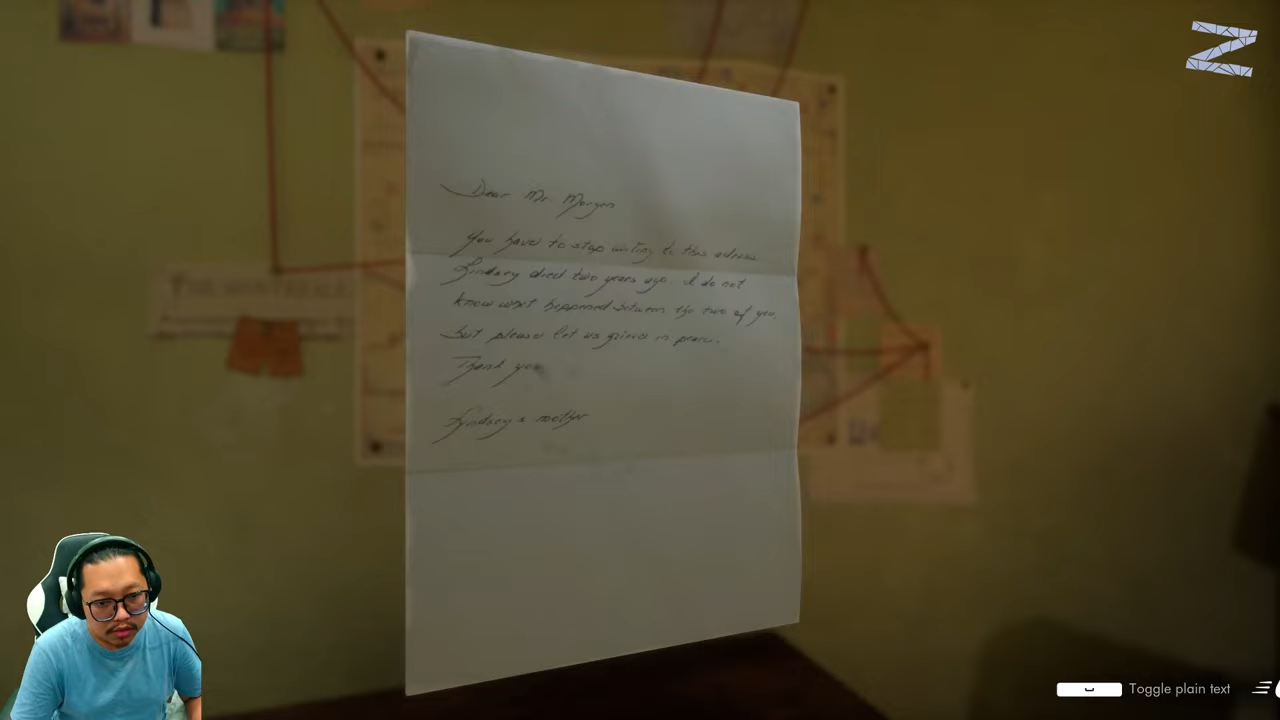 Dear Mr. Morgan
You have to stop writing to this adress.
Lindsey died two years ago. I do not
know what happened between the two of you,
But please let us grieve in peace.
Thank you
Lindsey's mother
Z
Toggle plain text